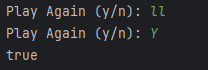 Play Again (y/n): ll
Play Again (y/n): Y
true